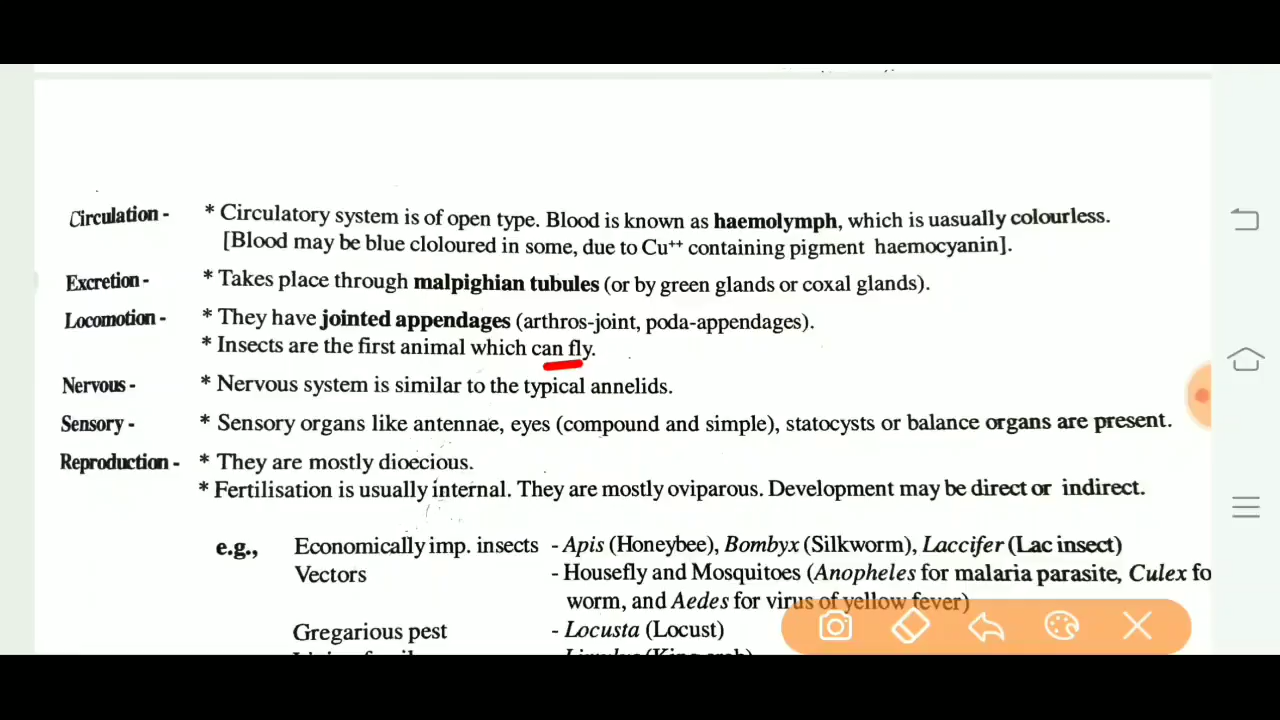 Circulation - * Circulatory system is of open type. Blood is known as haemolymph, which is uasually colourless.
[Blood may be blue cloloured in some, due to Cu++ containing pigment haemocyanin].
Excretion - * Takes place through malpighian tubules (or by green glands or coxal glands).
Locomotion - * They have jointed appendages (arthros-joint, poda-appendages).
* Insects are the first animal which can fly.
Nervous - * Nervous system is similar to the typical annelids.
Sensory - * Sensory organs like antennae, eyes (compound and simple), statocysts or balance organs are present.
Reproduction - * They are mostly dioecious.
* Fertilisation is usually internal. They are mostly oviparous. Development may be direct or indirect.
e.g., Economically imp. insects - Apis (Honeybee), Bombyx (Silkworm), Laccifer (Lac insect)
Vectors - Housefly and Mosquitoes (Anopheles for malaria parasite, Culex fo
worm, and Aedes for virus of yellow fever)
Gregarious pest - Locusta (Locust)